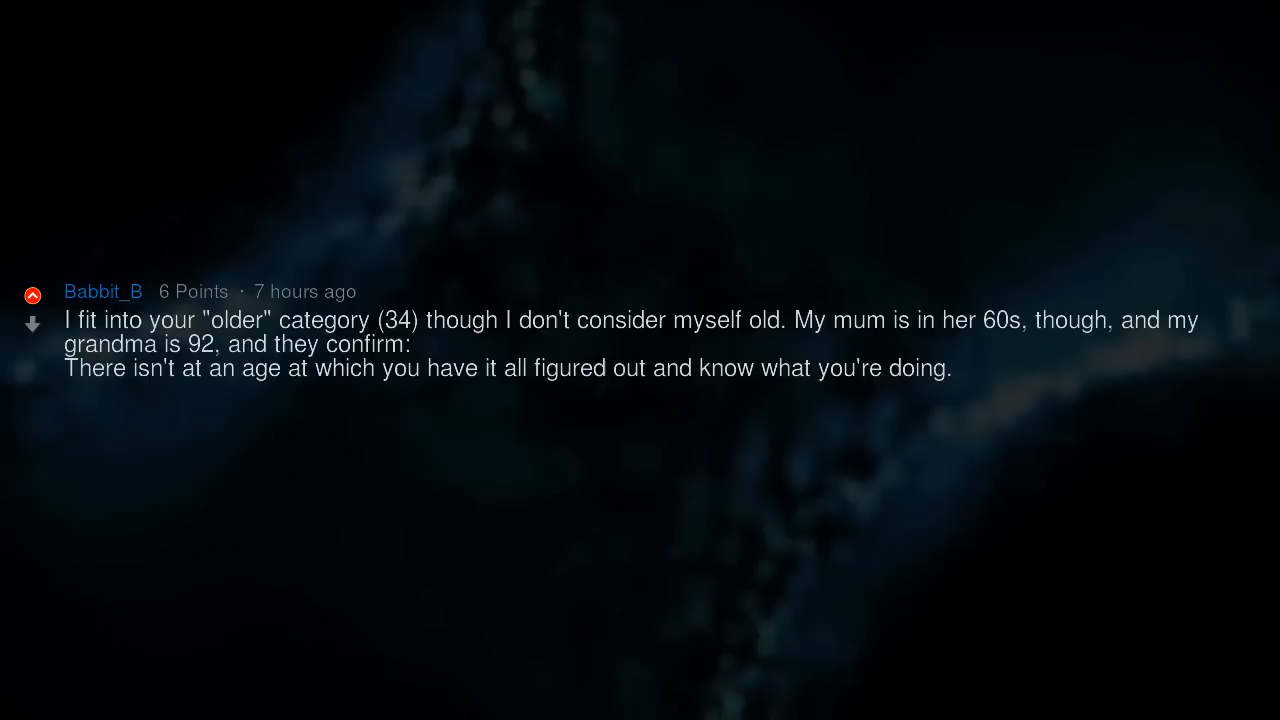 Babbit_B 6 Points · 7 hours ago
I fit into your "older" category (34) though I don't consider myself old. My mum is in her 60s, though, and my
grandma is 92, and they confirm:
There isn't at an age at which you have it all figured out and know what you're doing.